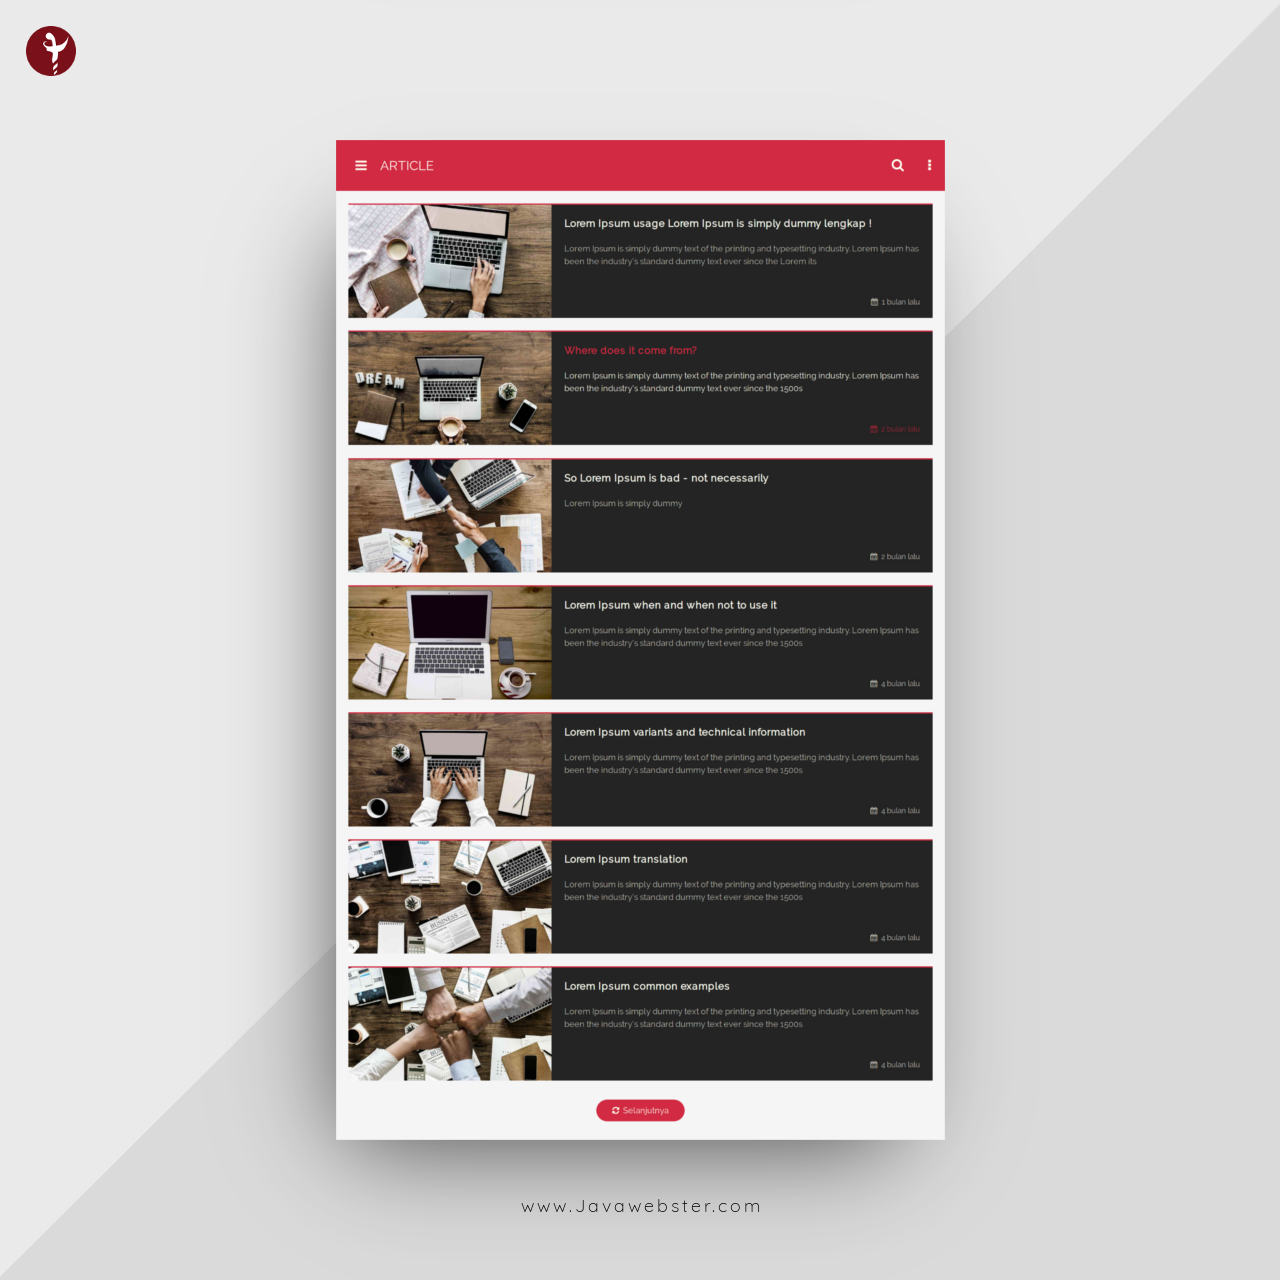 ARTICLE
Lorem Ipsum usage Lorem Ipsum is simply dummy lengkap !
Lorem Ipsum is simply dummy text of the printing and typesetting industry. Lorem Ipsum has
been the industry's standard dummy text ever since the Lorem its
1 bulan lalu
DREAM
Where does it come from?
Lorem Ipsum is simply dummy text of the printing and typesetting industry. Lorem Ipsum has
been the industry's standard dummy text ever since the 1500s
2 bulan lalu
So Lorem Ipsum is bad - not necessarily
Lorem Ipsum is simply dummy
2 bulan lalu
Lorem Ipsum when and when not to use it
Lorem Ipsum is simply dummy text of the printing and typesetting industry. Lorem Ipsum has
been the industry's standard dummy text ever since the 1500s
4 bulan lalu
Lorem Ipsum variants and technical information
Lorem Ipsum is simply dummy text of the printing and typesetting industry. Lorem Ipsum has
been the industry's standard dummy text ever since the 1500s
4 bulan lalu
BUSINESS
Lorem Ipsum translation
Lorem Ipsum is simply dummy text of the printing and typesetting industry. Lorem Ipsum has
been the industry's standard dummy text ever since the 1500s
4 bulan lalu
Lorem Ipsum common examples
Lorem Ipsum is simply dummy text of the printing and typesetting industry. Lorem Ipsum has
been the industry's standard dummy text ever since the 1500s
4 bulan lalu
Selanjutnya
www.Javawebster.com